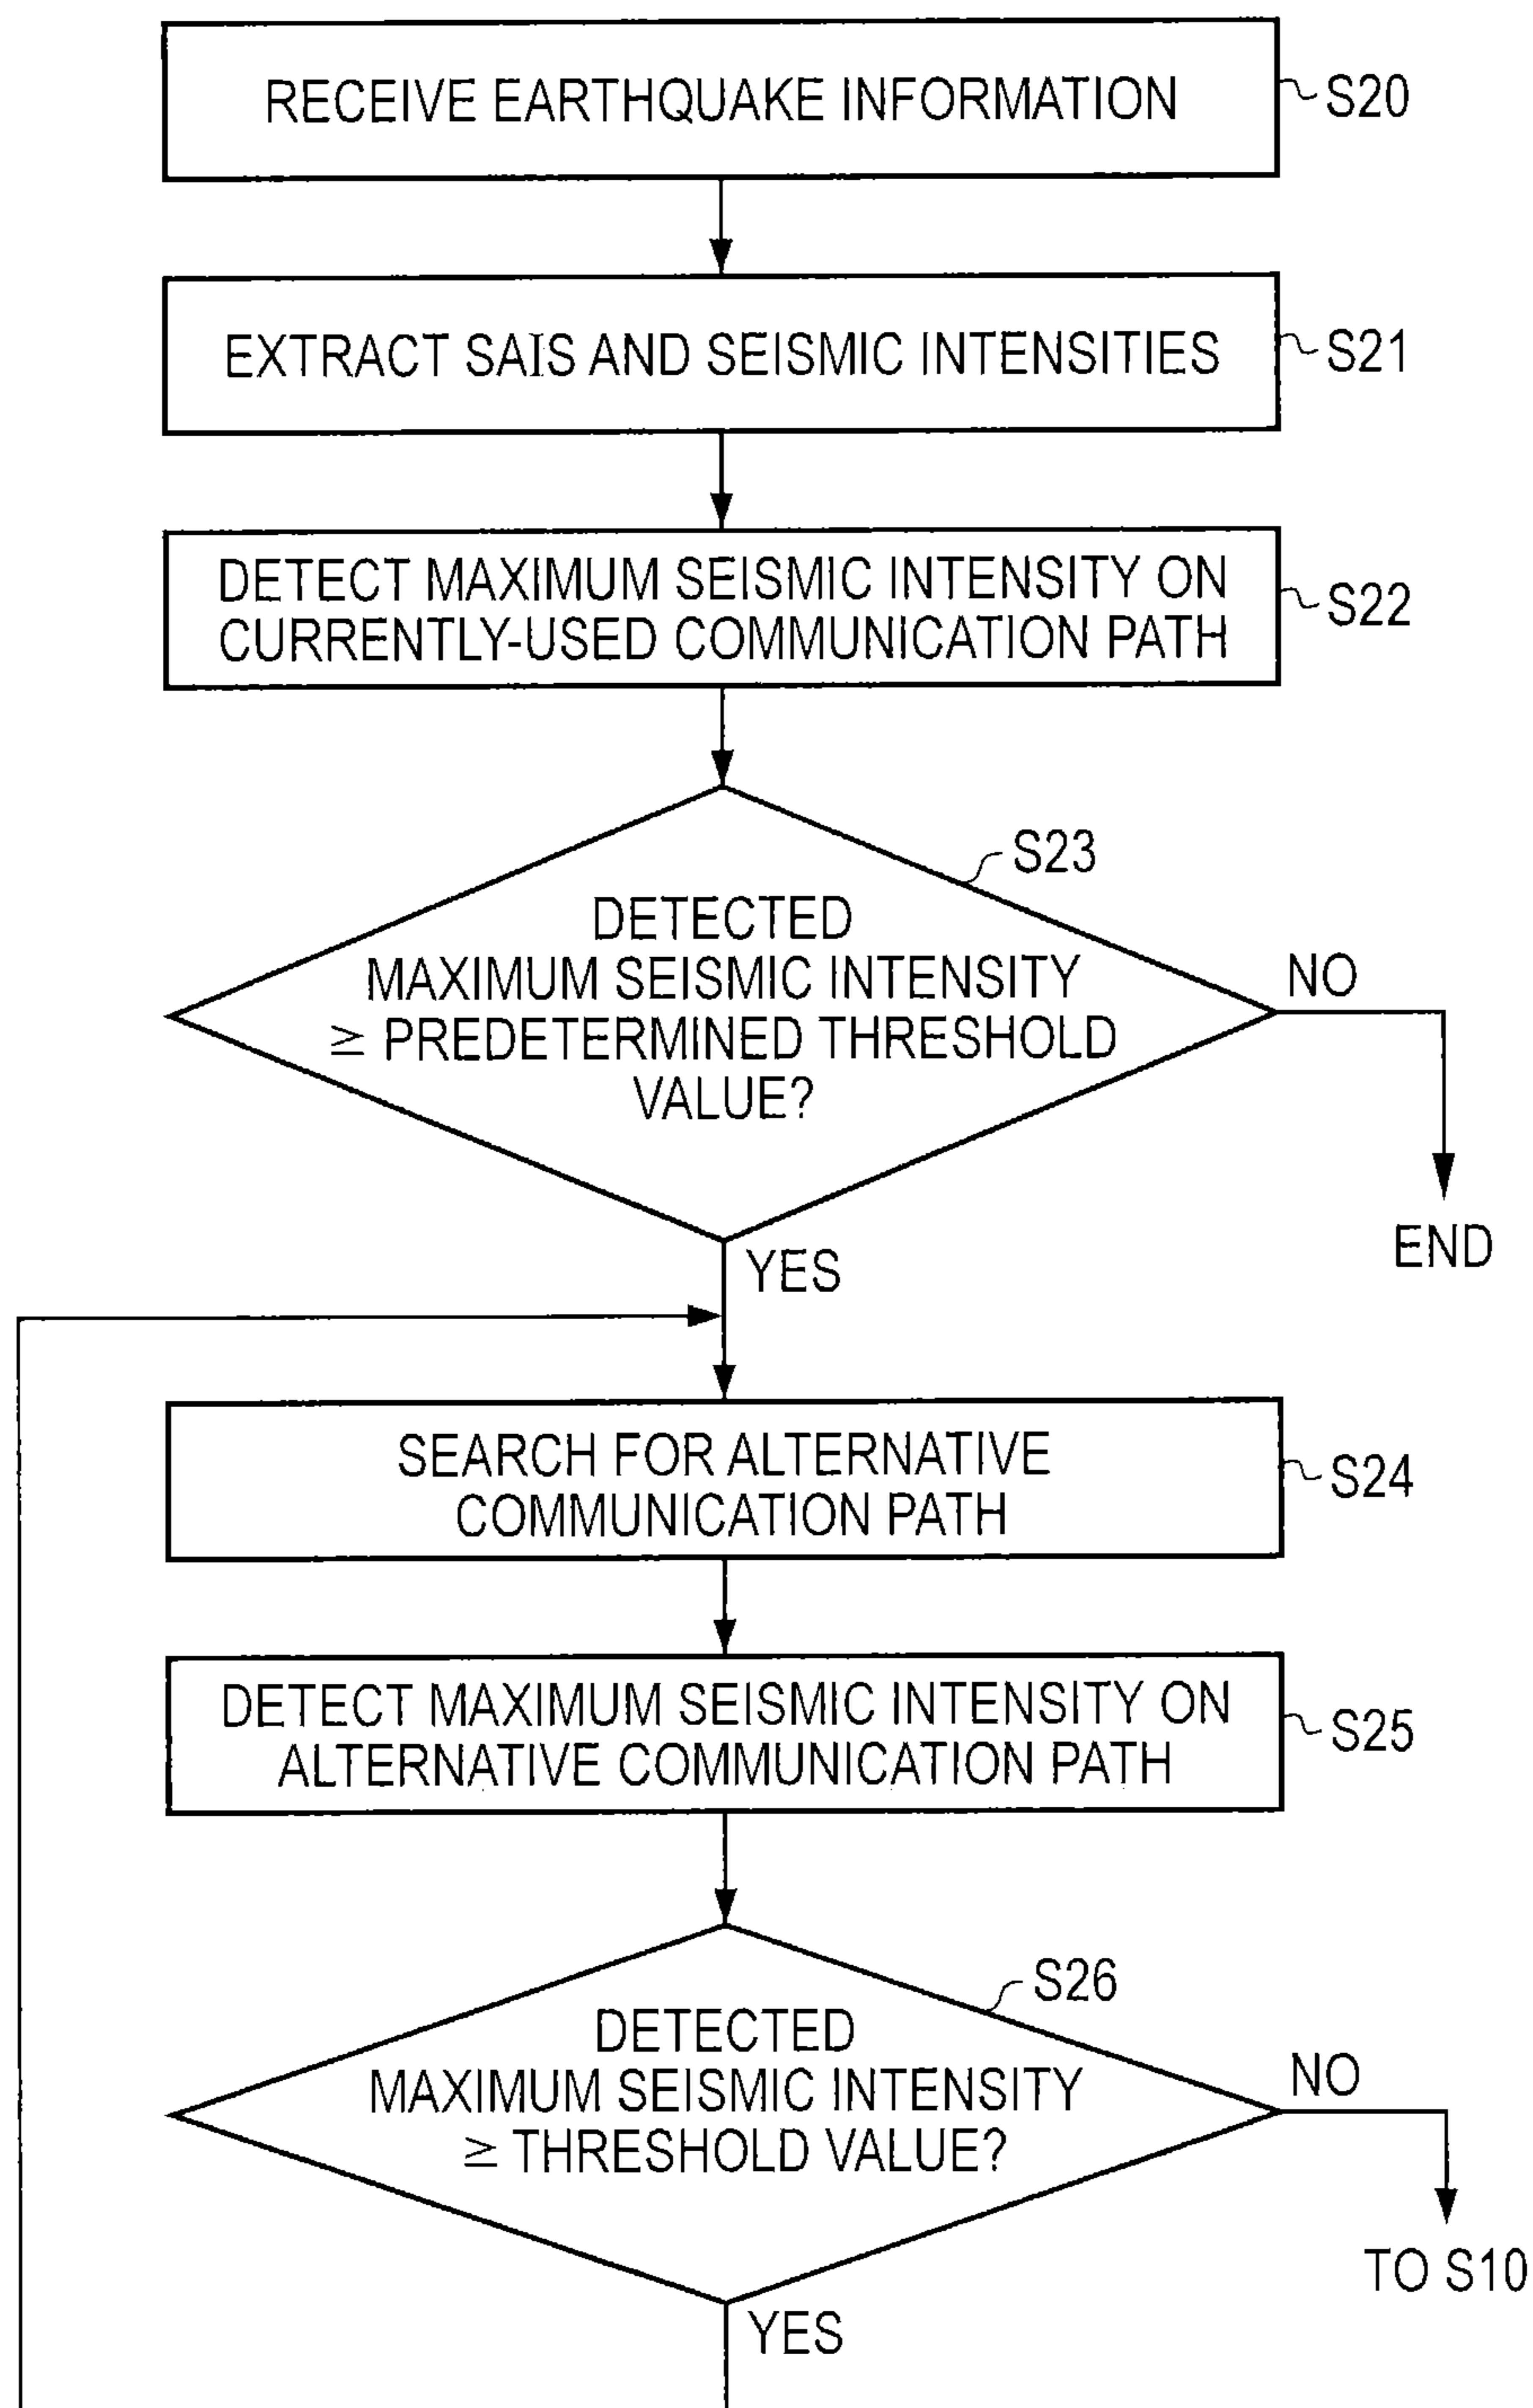 RECEIVE EARTHQUAKE INFORMATION
S20
EXTRACT SAIS AND SEISMIC INTENSITIES
S21
DETECT MAXIMUM SEISMIC INTENSITY ON
CURRENTLY-USED COMMUNICATION PATH
S22
S23
DETECTED
MAXIMUM SEISMIC INTENSITY
≥ PREDETERMINED THRESHOLD
VALUE?
NO
END
YES
SEARCH FOR ALTERNATIVE
COMMUNICATION PATH
S24
DETECT MAXIMUM SEISMIC INTENSITY ON
ALTERNATIVE COMMUNICATION PATH
S25
S26
DETECTED
MAXIMUM SEISMIC INTENSITY
≥ THRESHOLD VALUE?
NO
TO S10
YES